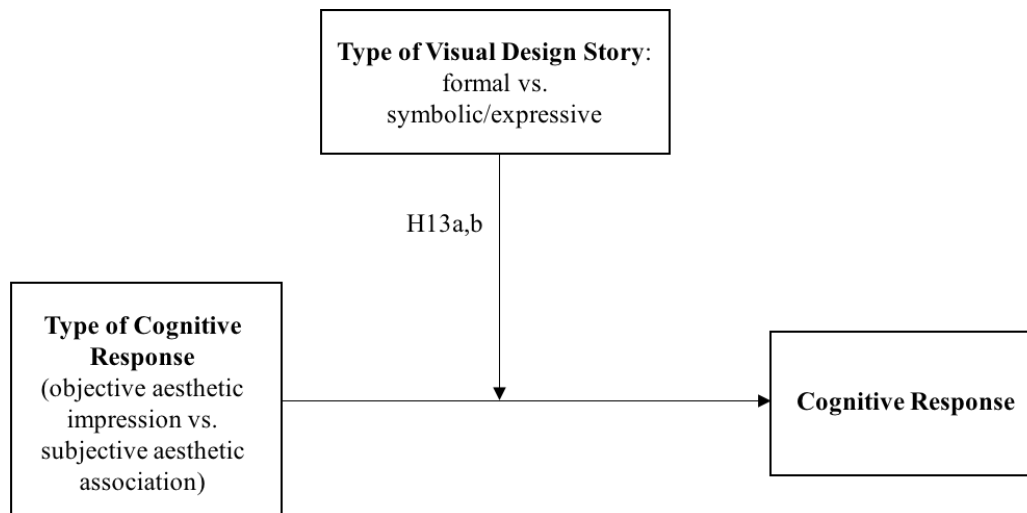 Type of Visual Design Story:
formal vs.
symbolic/expressive
H13a,b
Type of Cognitive
Response
(objective aesthetic
impression vs.
subjective aesthetic
association)
Cognitive Response